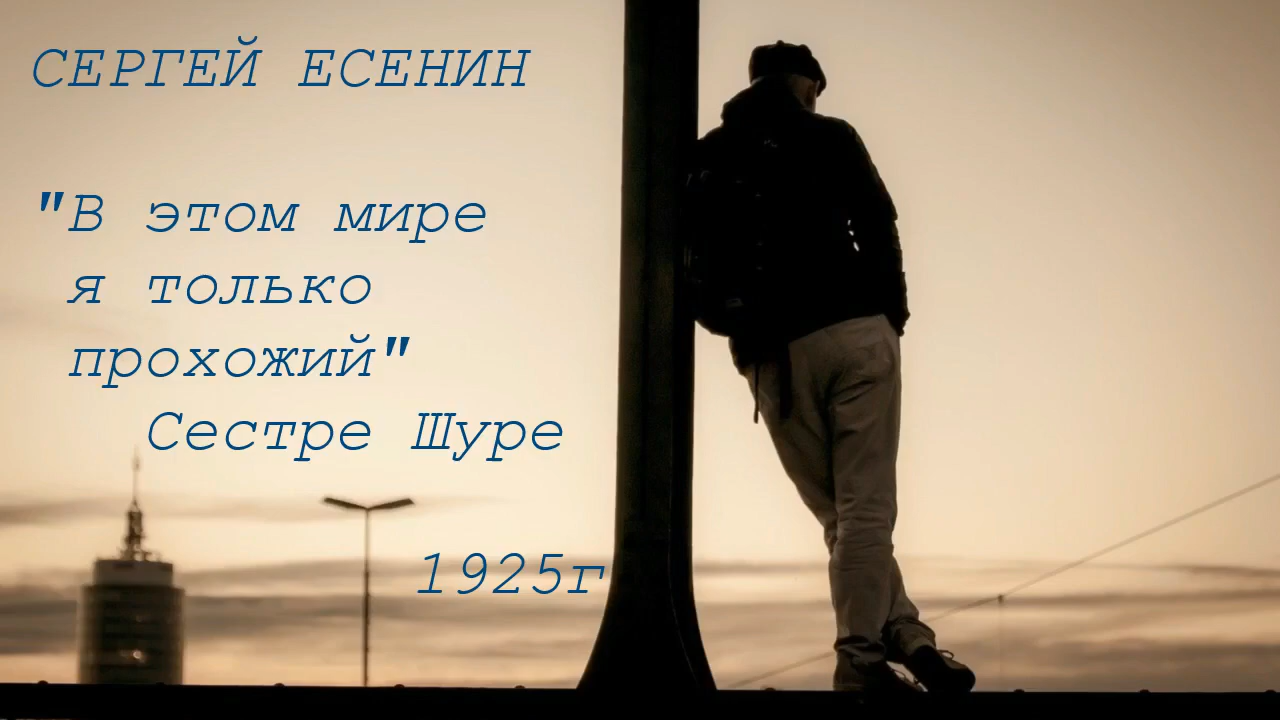 СЕРГЕЙ ЕСЕНИН
"В этом мире
я только
прохожий"
Сестре Шуре
1925г